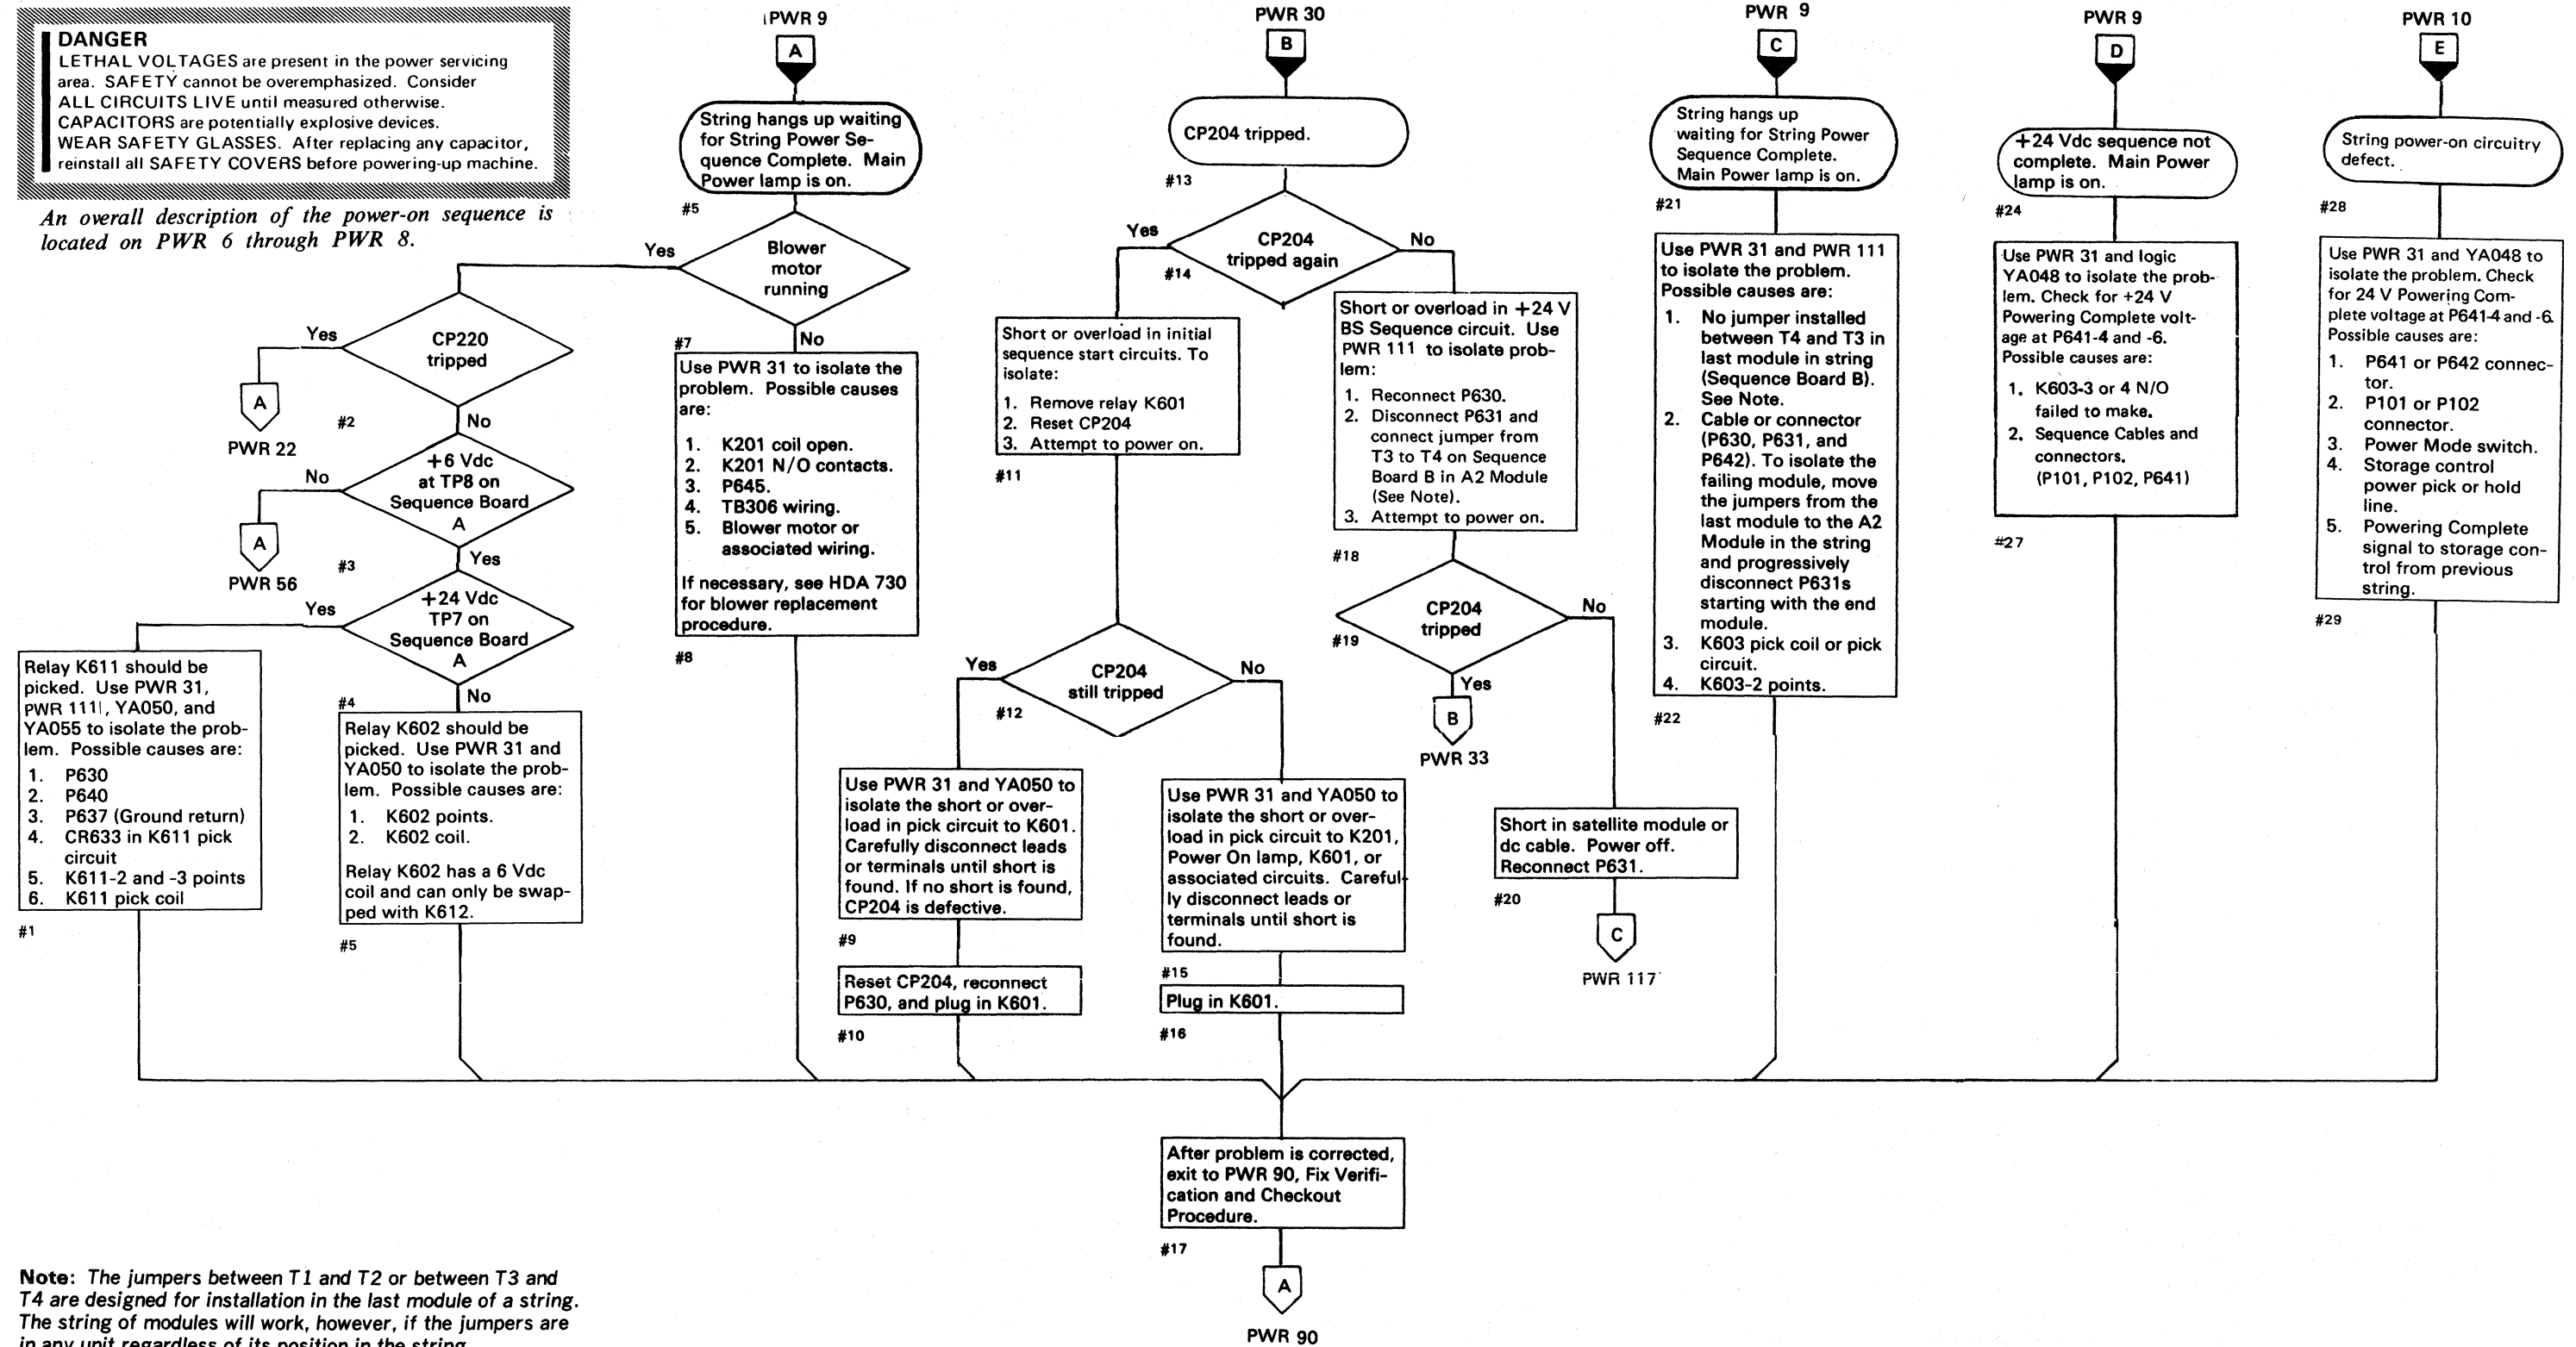 DANGER
LETHAL VOLTAGES are present in the power servicing
area. SAFETY cannot be overemphasized. Consider
ALL CIRCUITS LIVE until measured otherwise.
CAPACITORS are potentially explosive devices.
WEAR SAFETY GLASSES. After replacing any capacitor,
reinstall all SAFETY COVERS before powering-up machine.
An overall description of the power-on sequence is
located on PWR 6 through PWR 8.
PWR 9
A
String hangs up waiting
for String Power Se-
quence Complete. Main
Power lamp is on.
#5
Blower
motor
running
Yes
No
CP220
tripped
Yes
A
PWR 22
#2
No
+6 Vdc
at TP8 on
Sequence Board
A
No
A
PWR 56
#3
Yes
+24 Vdc
TP7 on
Sequence Board
A
Yes
#4
No
Relay K611 should be
picked. Use PWR 31,
PWR 111, YA050, and
YA055 to isolate the prob-
lem. Possible causes are:
1. P630
2. P640
3. P637 (Ground return)
4. CR633 in K611 pick
circuit
5. K611-2 and -3 points
6. K611 pick coil
#1
Relay K602 should be
picked. Use PWR 31 and
YA050 to isolate the prob-
lem. Possible causes are:
1. K602 points.
2. K602 coil.
Relay K602 has a 6 Vdc
coil and can only be swap-
ped with K612.
#5
#7
Use PWR 31 to isolate the
problem. Possible causes
are:
1. K201 coil open.
2. K201 N/O contacts.
3. P645.
4. TB306 wiring.
5. Blower motor or
associated wiring.
If necessary, see HDA 730
for blower replacement
procedure.
#8
PWR 30
B
CP204 tripped.
#13
CP204
tripped again
Yes
No
#14
Short or overload in initial
sequence start circuits. To
isolate:
1. Remove relay K601
2. Reset CP204
3. Attempt to power on.
#11
CP204
still tripped
Yes
No
#12
Use PWR 31 and YA050 to
isolate the short or over-
load in pick circuit to K601.
Carefully disconnect leads
or terminals until short is
found. If no short is found,
CP204 is defective.
#9
Reset CP204, reconnect
P630, and plug in K601.
#10
Use PWR 31 and YA050 to
isolate the short or over-
load in pick circuit to K201,
Power On lamp, K601, or
associated circuits. Careful-
ly disconnect leads or
terminals until short is
found.
#15
Plug in K601.
#16
Short or overload in +24 V
BS Sequence circuit. Use
PWR 111 to isolate prob-
lem:
1. Reconnect P630.
2. Disconnect P631 and
connect jumper from
T3 to T4 on Sequence
Board B in A2 Module
(See Note).
3. Attempt to power on.
#18
CP204
tripped
No
#19
Yes
B
PWR 33
Short in satellite module or
dc cable. Power off.
Reconnect P631.
#20
C
PWR 117
PWR 9
C
String hangs up
waiting for String Power
Sequence Complete.
Main Power lamp is on.
#21
Use PWR 31 and PWR 111
to isolate the problem.
Possible causes are:
1. No jumper installed
between T4 and T3 in
last module in string
(Sequence Board B).
See Note.
2. Cable or connector
(P630, P631, and
P642). To isolate the
failing module, move
the jumpers from the
last module to the A2
Module in the string
and progressively
disconnect P631s
starting with the end
module.
3. K603 pick coil or pick
circuit.
4. K603-2 points.
#22
PWR 9
D
+24 Vdc sequence not
complete. Main Power
lamp is on.
#24
Use PWR 31 and logic
YA048 to isolate the prob-
lem. Check for +24 V
Powering Complete volt-
age at P641-4 and -6.
Possible causes are:
1. K603-3 or 4 N/O
failed to make.
2. Sequence Cables and
connectors.
(P101, P102, P641)
#27
PWR 10
E
String power-on circuitry
defect.
#28
Use PWR 31 and YA048 to
isolate the problem. Check
for 24 V Powering Com-
plete voltage at P641-4 and -6.
Possible causes are:
1. P641 or P642 connec-
tor.
2. P101 or P102
connector.
3. Power Mode switch.
4. Storage control
power pick or hold
line.
5. Powering Complete
signal to storage con-
trol from previous
string.
#29
After problem is corrected,
exit to PWR 90, Fix Verifi-
cation and Checkout
Procedure.
#17
A
PWR 90
Note: The jumpers between T1 and T2 or between T3 and
T4 are designed for installation in the last module of a string.
The string of modules will work, however, if the jumpers are
in any unit regardless of its position in the string.